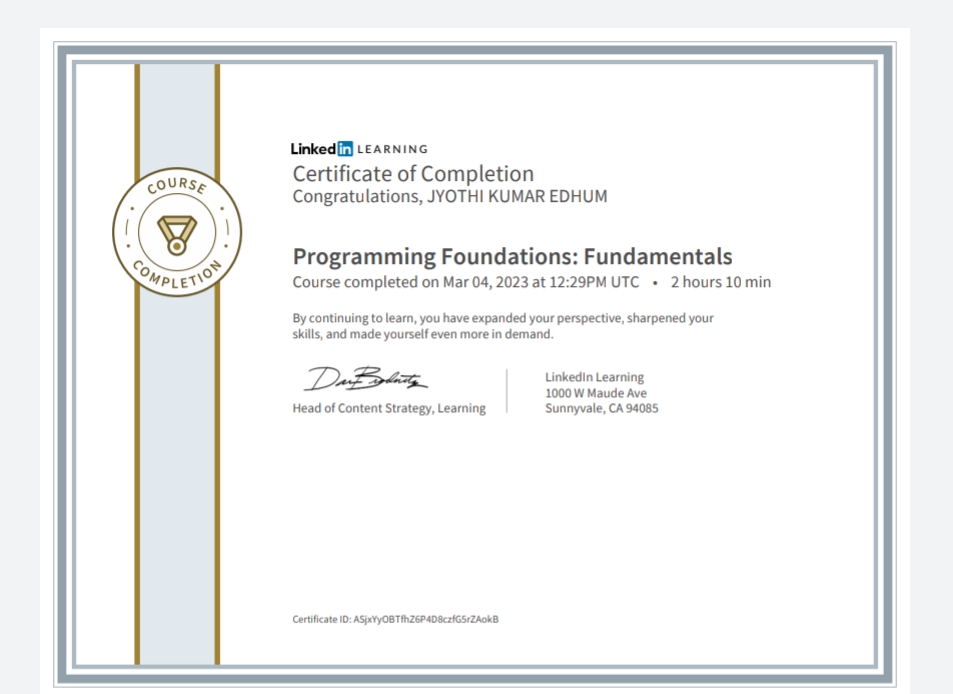 COURSE
COMPLETION
Linked in LEARNING
Certificate of Completion
Congratulations, JYOTHI KUMAR EDHUM
Programming Foundations: Fundamentals
Course completed on Mar 04, 2023 at 12:29PM UTC • 2 hours 10 min
By continuing to learn, you have expanded your perspective, sharpened your
skills, and made yourself even more in demand.
Head of Content Strategy, Learning
LinkedIn Learning
1000 W Maude Ave
Sunnyvale, CA 94085
Certificate ID: ASjxYyOBTfhZ6P4D8czfG5rZAokB